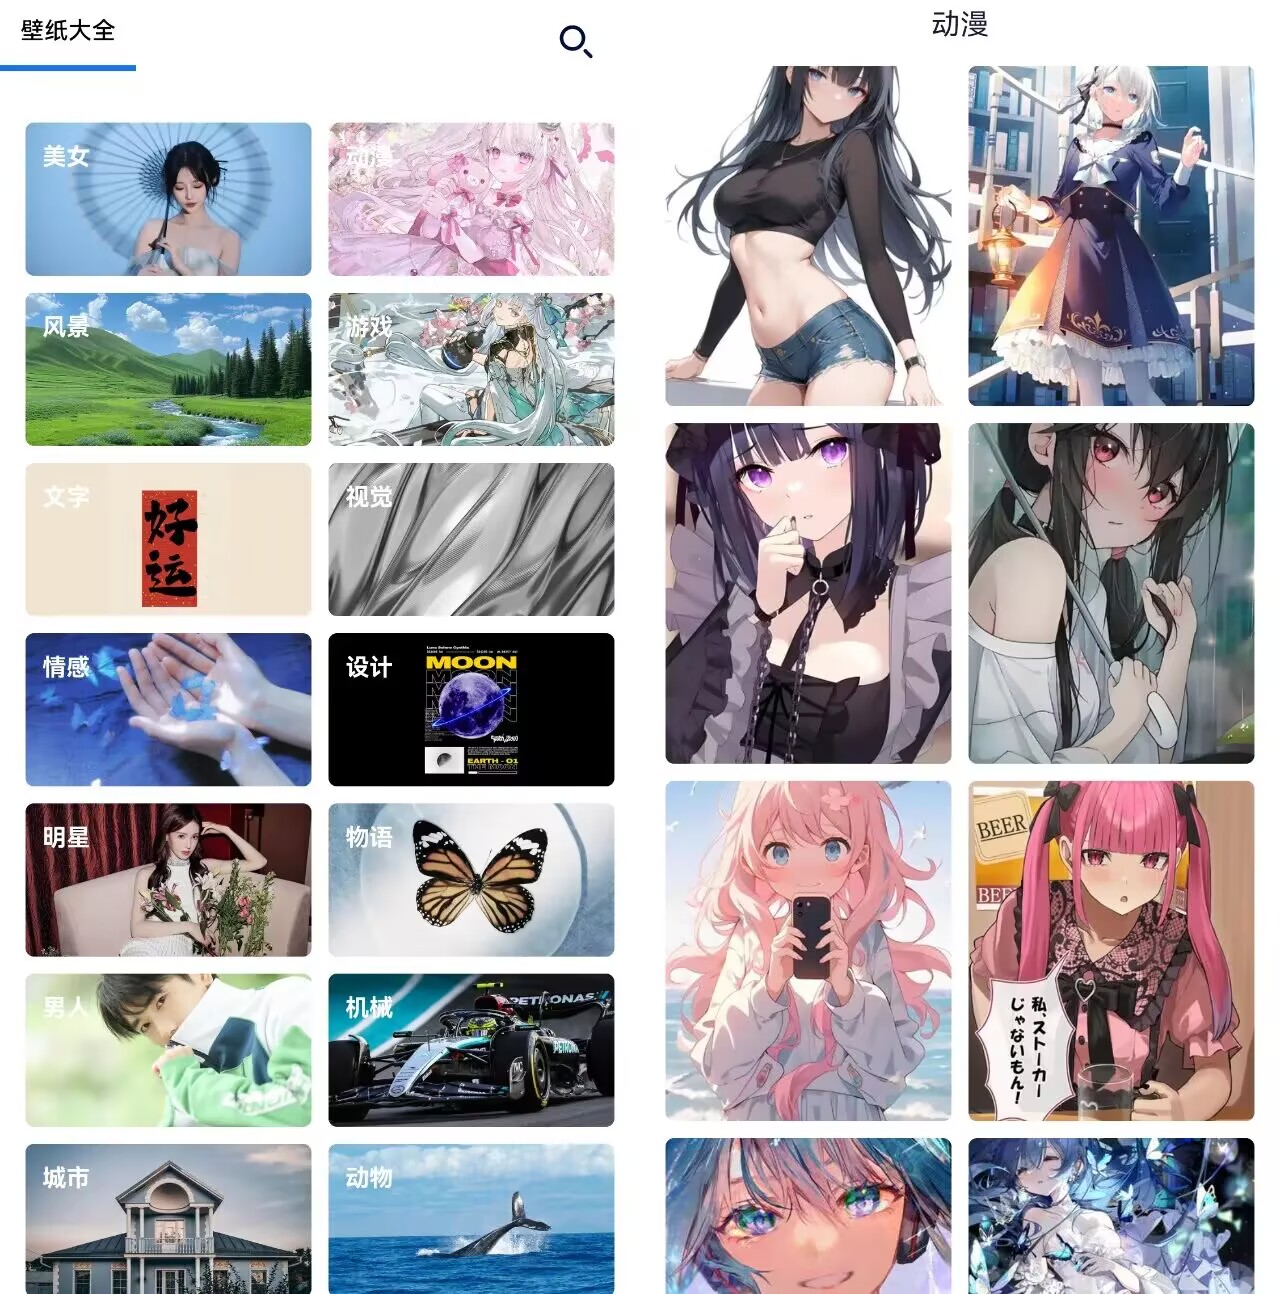 壁纸大全
美女
动漫
风景
游戏
文字
好
运
视觉
情感
设计
MOON
EARTH - 01
明星
物语
男人
机械
PETRONAS
城市
动物
动漫
BEER
BEE
私、ストーカー
じゃないもん!